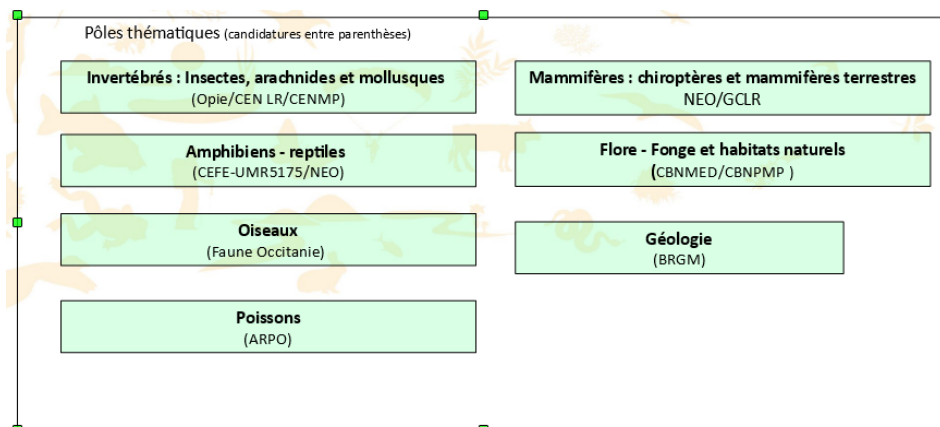 Pôles thématiques (candidatures entre parenthèses)
Invertébrés : Insectes, arachnides et mollusques
(Opie/CEN LR/CENMP)
Amphibiens - reptiles
(CEFE-UMR5175/NEO)
Oiseaux
(Faune Occitanie)
Poissons
(ARPO)
Mammifères : chiroptères et mammifères terrestres
NEO/GCLR
Flore - Fonge et habitats naturels
(CBNMED/CBNPMP )
Géologie
(BRGM)